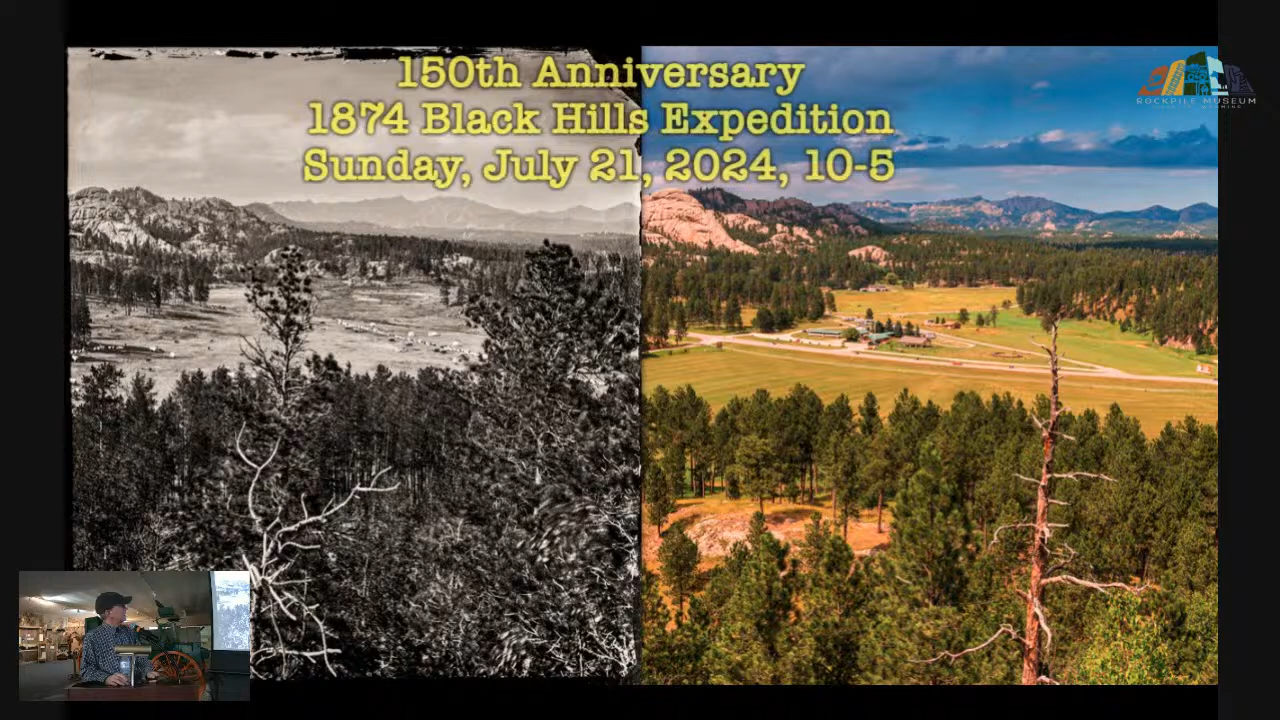 150th Anniversary
1874 Black Hills Expedition
Sunday, July 21, 2024, 10-5
ROCKPILE MUSEUM